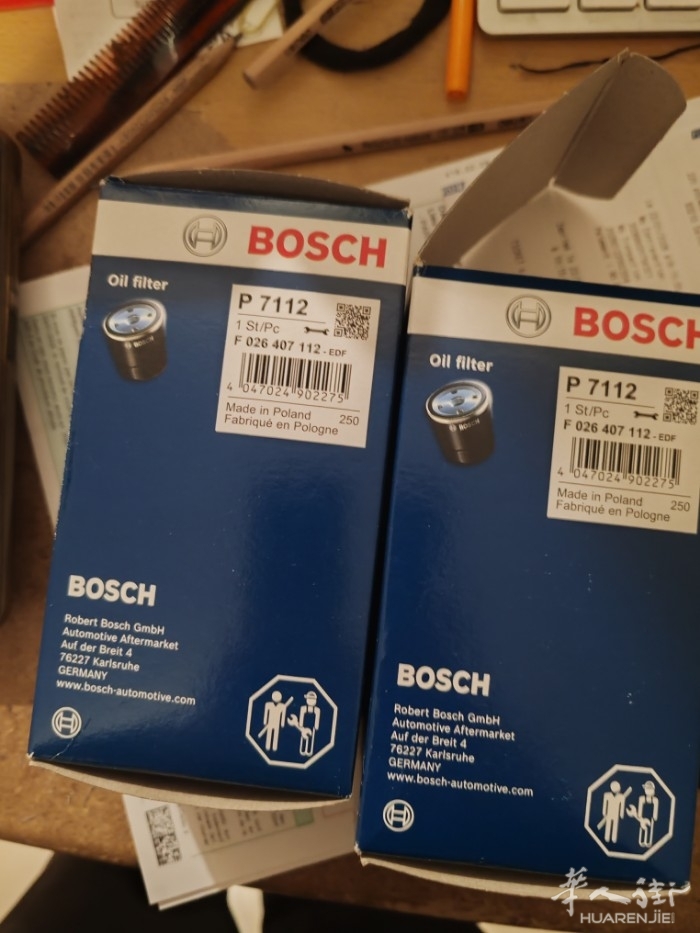 BOSCH
Oil filter
P 7112
1 St/Pc
F 026 407 112 - EDF
4 047024 902275
Made in Poland 250
Fabriqué en Pologne
BOSCH
Robert Bosch GmbH
Automotive Aftermarket
Auf der Breit 4
76227 Karlsruhe
GERMANY
www.bosch-automotive.com
BOSCH
Oil filter
BOSCH
P 7112
1 St/Pc
F 026 407 112 - EDF
4 047024 902275
Made in Poland 250
Fabriqué en Pologne
BOSCH
Robert Bosch GmbH
Automotive Aftermarket
Auf der Breit 4
76227 Karlsruhe
GERMANY
www.bosch-automotive.com
華人街
HUARENJIE